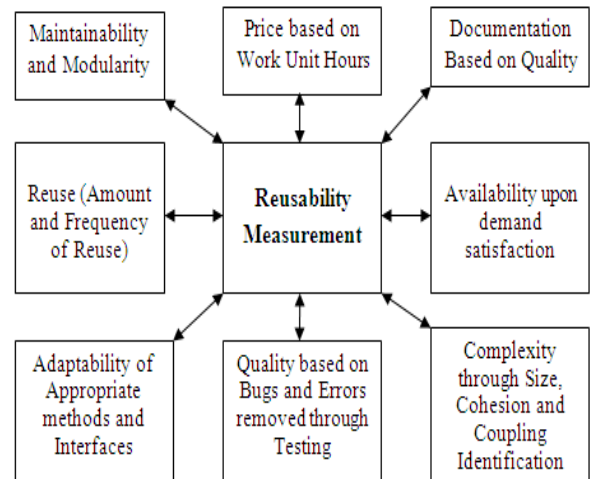 Maintainability
and Modularity
Price based on
Work Unit Hours
Documentation
Based on Quality
Reuse (Amount
and Frequency
of Reuse)
Reusability
Measurement
Availability upon
demand
satisfaction
Adaptability of
Appropriate
methods and
Interfaces
Quality based on
Bugs and Errors
removed through
Testing
Complexity
through Size,
Cohesion and
Coupling
Identification